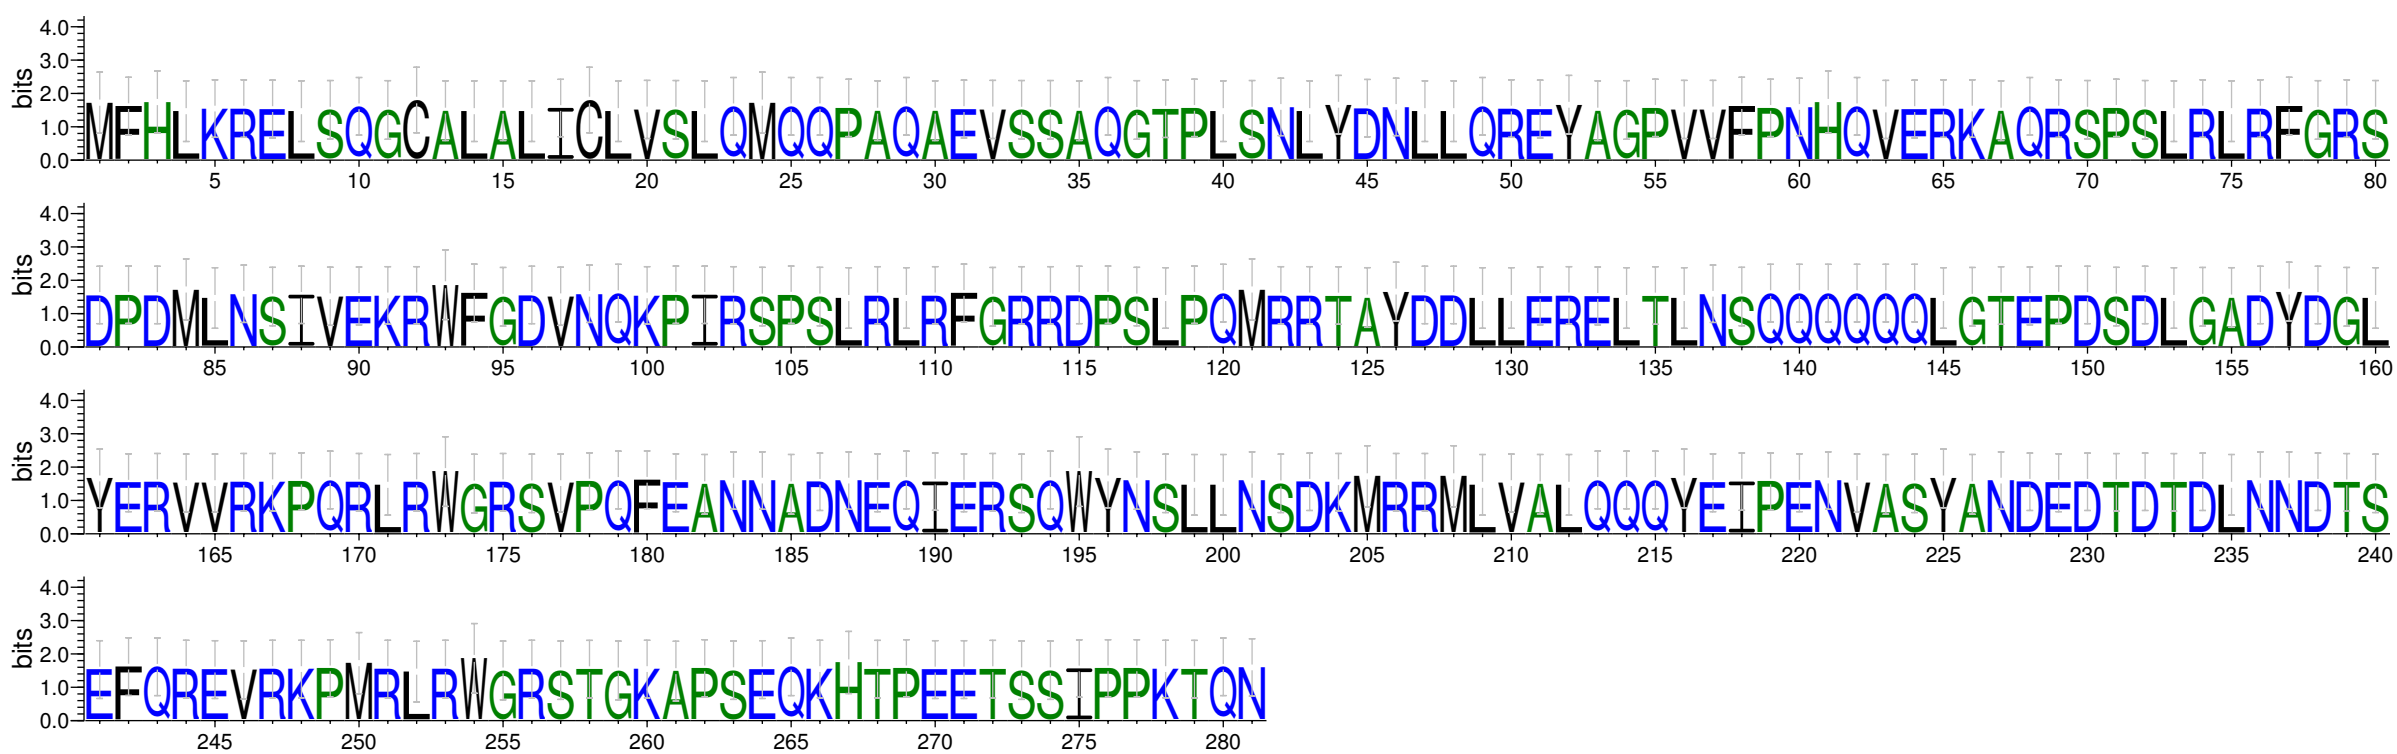 4.0
3.0
2.0
1.0
0.0
bits
MFHLKRELSQGCALALICLVSLQMQQPAQAEVSSAQGTPLSNLYDNLLQREYAGPVVFPNHQVERKAQRSPSLRLRFGRS
5 10 15 20 25 30 35 40 45 50 55 60 65 70 75 80
4.0
3.0
2.0
1.0
0.0
bits
DPDMLNSIVEKRWFGDVNQKPIRSPSLRLRFGRRDPSLPQMRRTAYDDLLERELTLNSQQQQQQLGTEPDSDLGADYDGL
85 90 95 100 105 110 115 120 125 130 135 140 145 150 155 160
4.0
3.0
2.0
1.0
0.0
bits
YERVVRKPQRLRWGRSVPQFEANNADNEQIERSQWYNSLLNSDKMRRMLVALQQQYEIPENVASYANDEDTDTDLNNDTS
165 170 175 180 185 190 195 200 205 210 215 220 225 230 235 240
4.0
3.0
2.0
1.0
0.0
bits
EFQREVRKPMRLRWGRSTGKAPSEQKHTPEETSSIPPKTQN
245 250 255 260 265 270 275 280